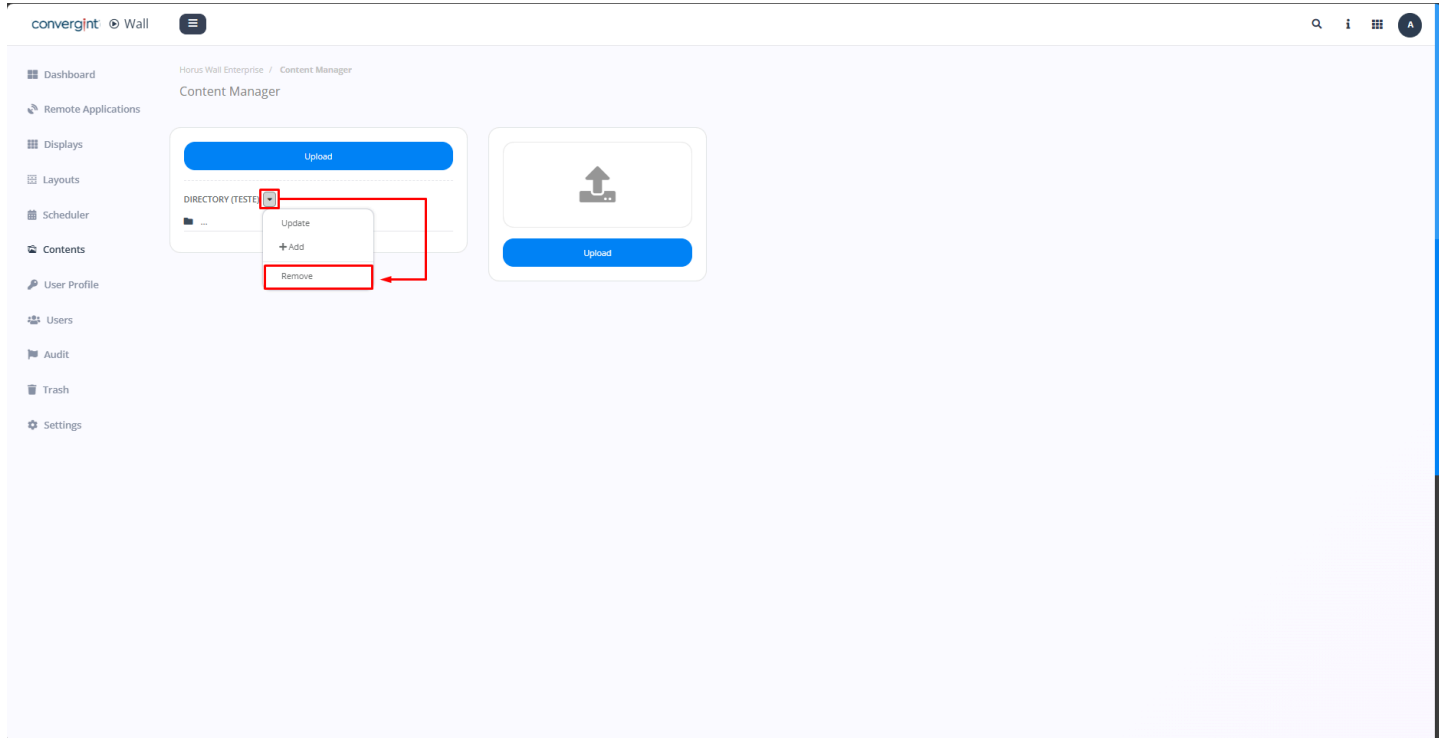 convergint Wall
A
Dashboard
Remote Applications
Displays
Layouts
Scheduler
Contents
User Profile
Users
Audit
Trash
Settings
Horus Wall Enterprise / Content Manager
Content Manager
Upload
DIRECTORY (TESTE)
...
Update
+ Add
Remove
Upload